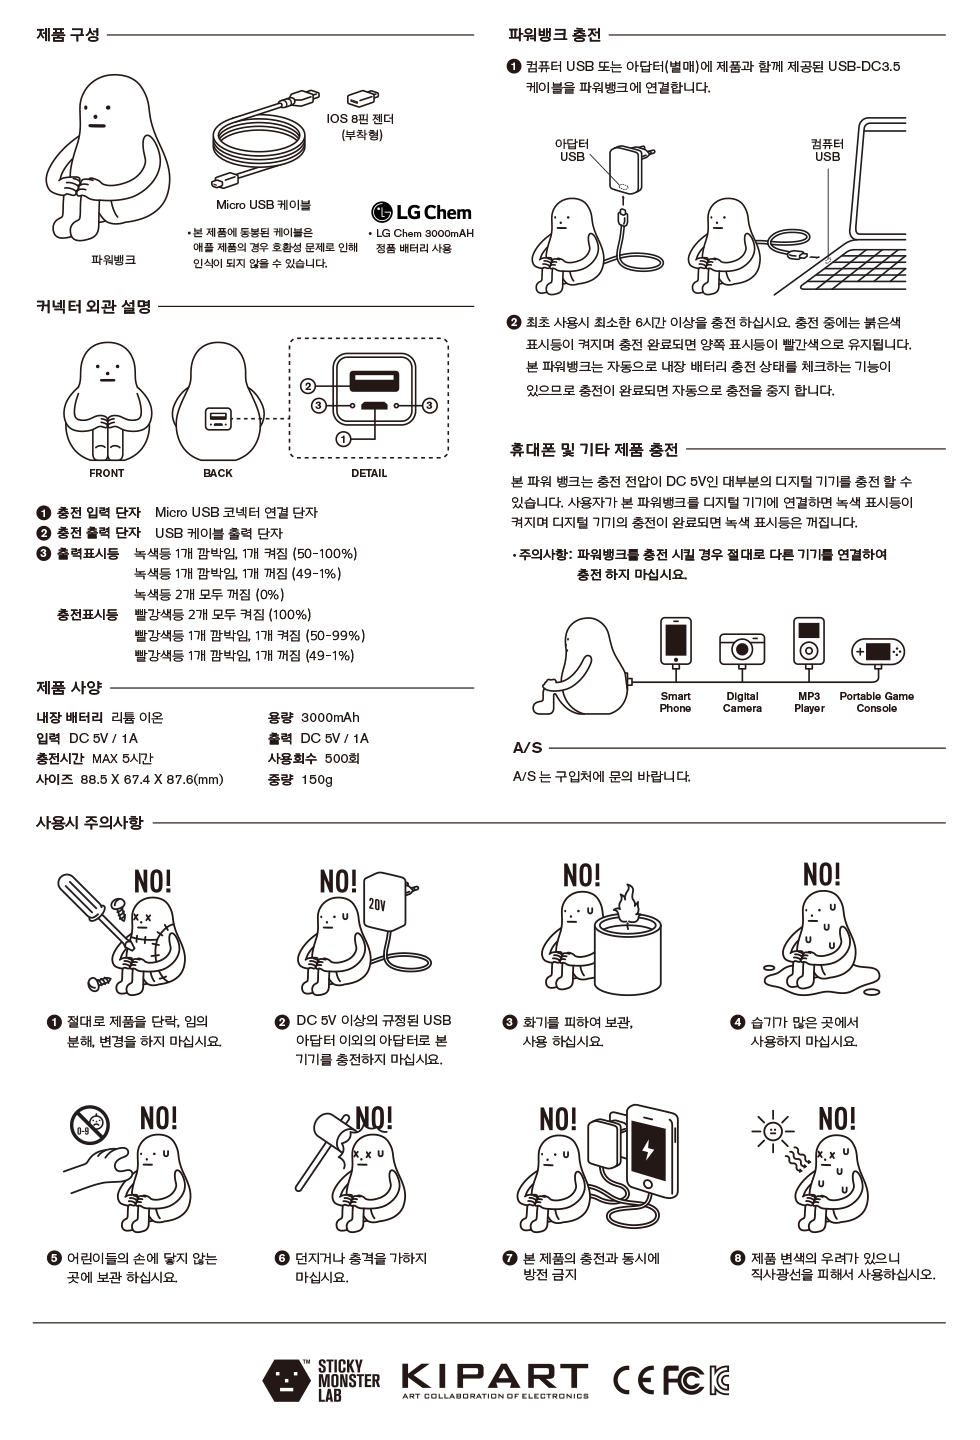 제품 구성
IOS 8핀 젠더
(부착형)
Micro USB 케이블
• 본 제품에 동봉된 케이블은
애플 제품의 경우 호환성 문제로 인해
인식이 되지 않을 수 있습니다.
LG Chem
• LG Chem 3000mAH
정품 배터리 사용
파워뱅크
커넥터 외관 설명
2
3
3
1
FRONT
BACK
DETAIL
1 충전 입력 단자 Micro USB 코넥터 연결 단자
2 충전 출력 단자 USB 케이블 출력 단자
3 출력표시등 녹색등 1개 깜박임, 1개 켜짐 (50-100%)
녹색등 1개 깜박임, 1개 꺼짐 (49-1%)
녹색등 2개 모두 꺼짐 (0%)
충전표시등 빨강색등 2개 모두 켜짐 (100%)
빨강색등 1개 깜박임, 1개 켜짐 (50-99%)
빨강색등 1개 깜박임, 1개 꺼짐 (49-1%)
제품 사양
내장 배터리 리튬 이온
용량 3000mAh
입력 DC 5V / 1A
출력 DC 5V / 1A
충전시간 MAX 5시간
사용회수 500회
사이즈 88.5 X 67.4 X 87.6(mm)
중량 150g
파워뱅크 충전
1 컴퓨터 USB 또는 아답터(별매)에 제품과 함께 제공된 USB-DC3.5
케이블을 파워뱅크에 연결합니다.
아답터
USB
컴퓨터
USB
2 최초 사용시 최소한 6시간 이상을 충전 하십시요. 충전 중에는 붉은색
표시등이 켜지며 충전 완료되면 양쪽 표시등이 빨간색으로 유지됩니다.
본 파워뱅크는 자동으로 내장 배터리 충전 상태를 체크하는 기능이
있으므로 충전이 완료되면 자동으로 충전을 중지 합니다.
휴대폰 및 기타 제품 충전
본 파워 뱅크는 충전 전압이 DC 5V인 대부분의 디지털 기기를 충전 할 수
있습니다. 사용자가 본 파워뱅크를 디지털 기기에 연결하면 녹색 표시등이
켜지며 디지털 기기의 충전이 완료되면 녹색 표시등은 꺼집니다.
• 주의사항: 파워뱅크를 충전 시킬 경우 절대로 다른 기기를 연결하여
충전 하지 마십시요.
Smart
Phone
Digital
Camera
MP3
Player
Portable Game
Console
A/S
A/S 는 구입처에 문의 바랍니다.
사용시 주의사항
NO!
NO!
20V
NO!
NO!
1 절대로 제품을 단락, 임의
분해, 변경을 하지 마십시요.
2 DC 5V 이상의 규정된 USB
아답터 이외의 아답터로 본
기기를 충전하지 마십시요.
3 화기를 피하여 보관,
사용 하십시요.
4 습기가 많은 곳에서
사용하지 마십시요.
0-9
NO!
NO!
NO!
NO!
5 어린이들의 손에 닿지 않는
곳에 보관 하십시요.
6 던지거나 충격을 가하지
마십시요.
7 본 제품의 충전과 동시에
방전 금지
8 제품 변색의 우려가 있으니
직사광선을 피해서 사용하십시오.
STICKY
MONSTER
LAB
TM
KIPART
ART COLLABORATION OF ELECTRONICS
CE FC